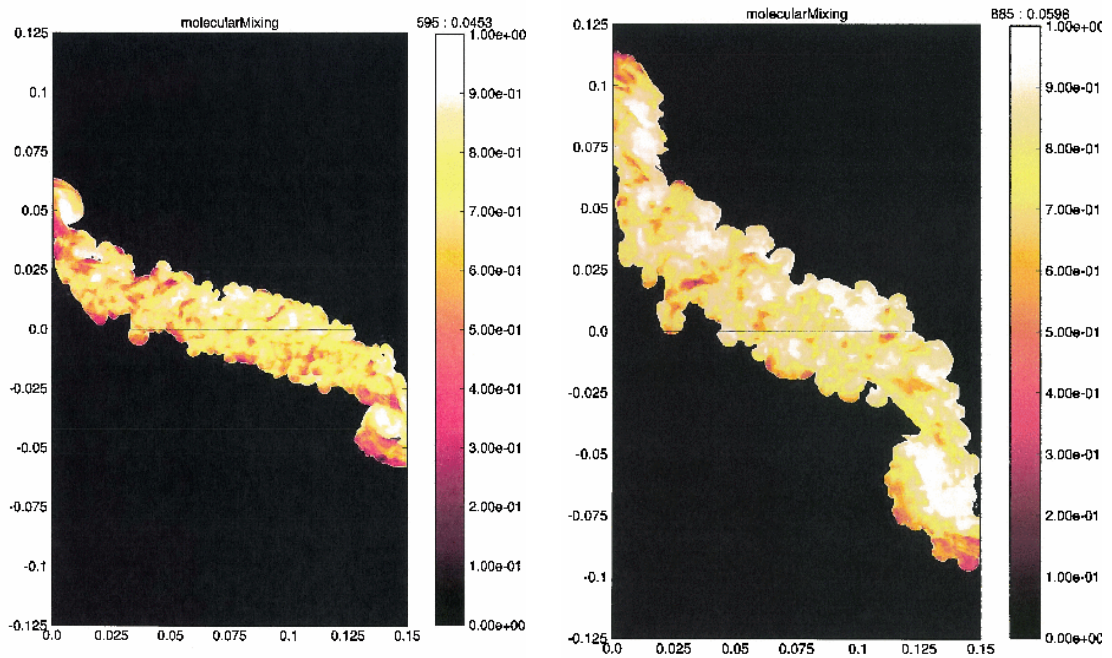 molecularMixing
595 : 0.0453
0.125
0.1
0.075
0.05
0.025
0.0
-0.025
-0.05
-0.075
-0.1
-0.125
0.0 0.025 0.05 0.075 0.1 0.125 0.15
1.00e+00
9.00e-01
8.00e-01
7.00e-01
6.00e-01
5.00e-01
4.00e-01
3.00e-01
2.00e-01
1.00e-01
0.00e+00
molecularMixing
885 : 0.0596
0.125
0.1
0.075
0.05
0.025
0.0
-0.025
-0.05
-0.075
-0.1
-0.125
0.0 0.025 0.05 0.075 0.1 0.125 0.15
1.00e+00
9.00e-01
8.00e-01
7.00e-01
6.00e-01
5.00e-01
4.00e-01
3.00e-01
2.00e-01
1.00e-01
0.00e+00